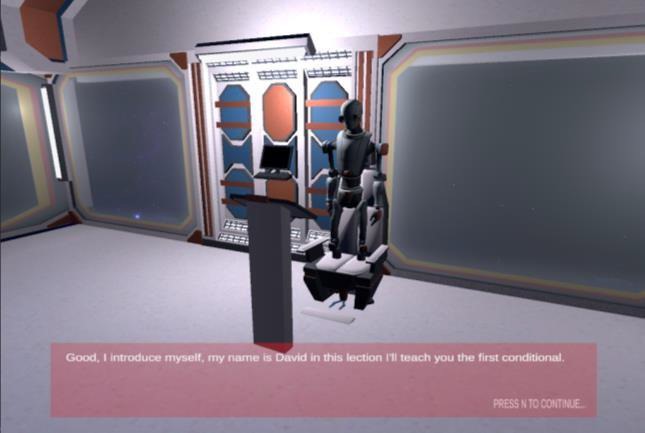 Good, I introduce myself, my name is David in this lection I'll teach you the first conditional.
PRESS N TO CONTINUE...